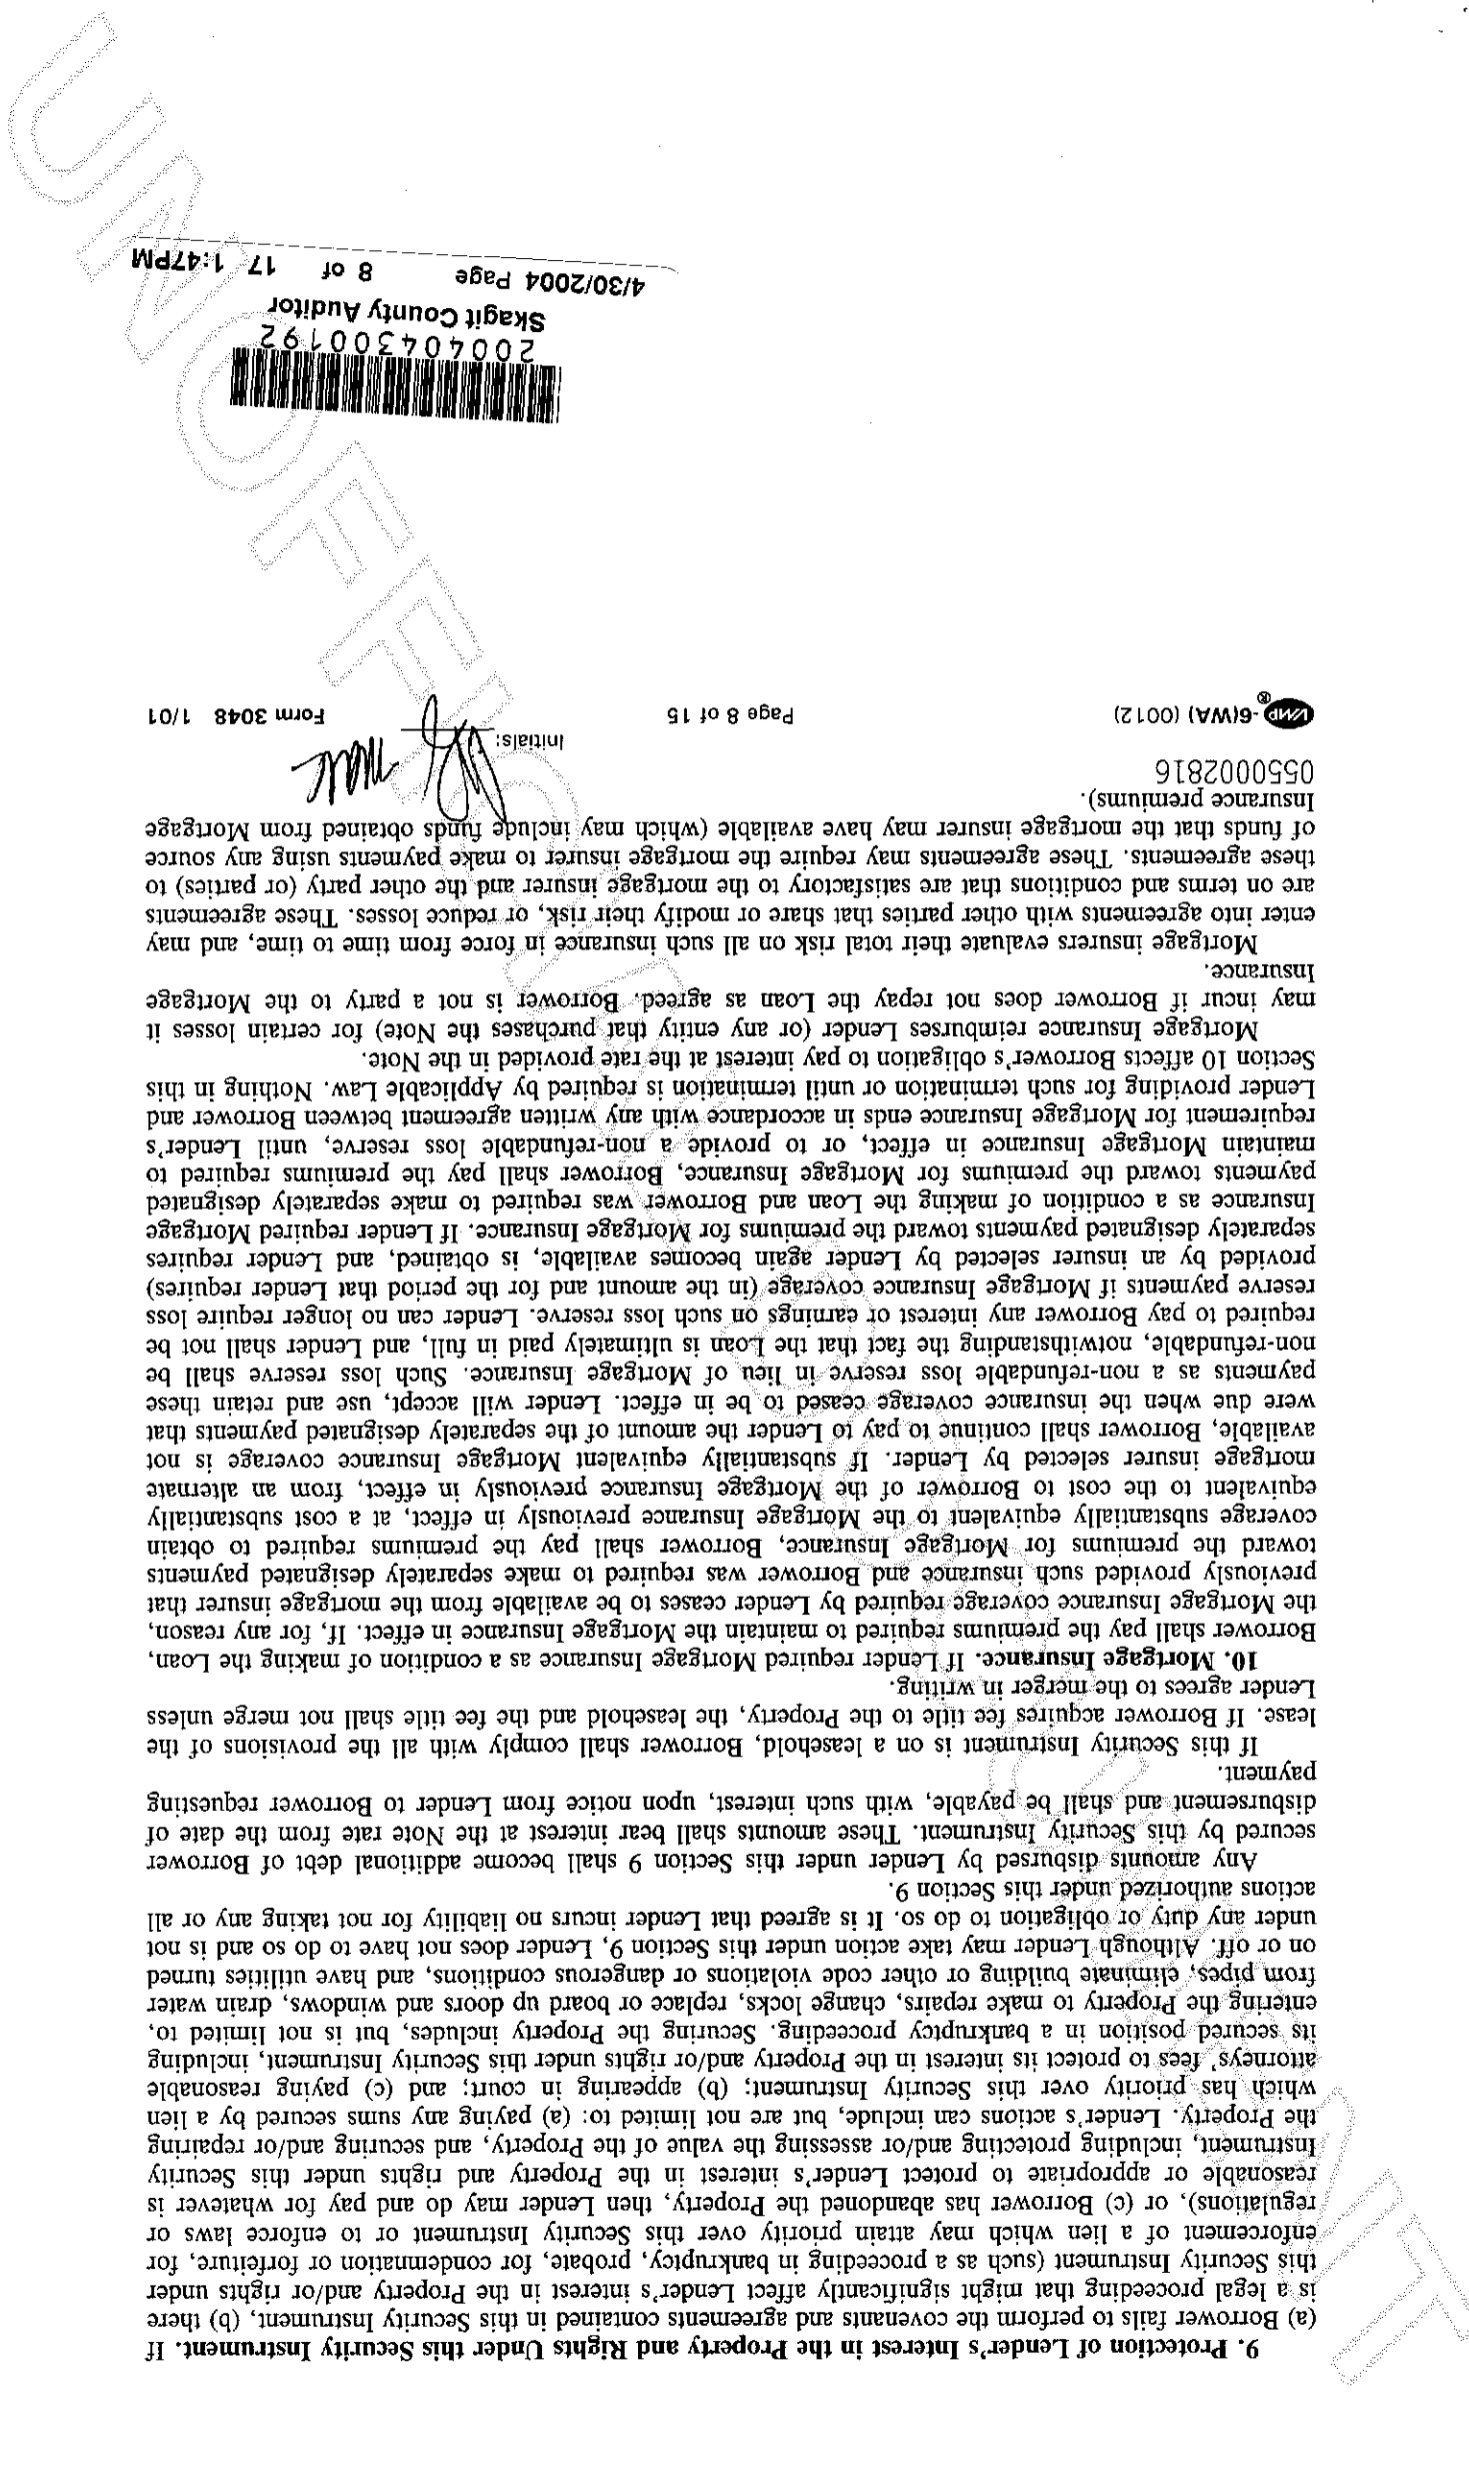 9. Protection of Lender's Interest in the Property and Rights Under this Security Instrument. If
(a) Borrower fails to perform the covenants and agreements contained in this Security Instrument, (b) there
is a legal proceeding that might significantly affect Lender's interest in the Property and/or rights under
this Security Instrument (such as a proceeding in bankruptcy, probate, for condemnation or forfeiture, for
enforcement of a lien which may attain priority over this Security Instrument or to enforce laws or
regulations), or (c) Borrower has abandoned the Property, then Lender may do and pay for whatever is
reasonable or appropriate to protect Lender's interest in the Property and rights under this Security
Instrument, including protecting and/or assessing the value of the Property, and securing and/or repairing
the Property. Lender's actions can include, but are not limited to: (a) paying any sums secured by a lien
which has priority over this Security Instrument; (b) appearing in court; and (c) paying reasonable
attorneys' fees to protect its interest in the Property and/or rights under this Security Instrument, including
its secured position in a bankruptcy proceeding. Securing the Property includes, but is not limited to,
entering the Property to make repairs, change locks, replace or board up doors and windows, drain water
from pipes, eliminate building or other code violations or dangerous conditions, and have utilities turned
on or off. Although Lender may take action under this Section 9, Lender does not have to do so and is not
under any duty or obligation to do so. It is agreed that Lender incurs no liability for not taking any or all
actions authorized under this Section 9.
Any amounts disbursed by Lender under this Section 9 shall become additional debt of Borrower
secured by this Security Instrument. These amounts shall bear interest at the Note rate from the date of
disbursement and shall be payable, with such interest, upon notice from Lender to Borrower requesting
payment.
If this Security Instrument is on a leasehold, Borrower shall comply with all the provisions of the
lease. If Borrower acquires fee title to the Property, the leasehold and the fee title shall not merge unless
Lender agrees to the merger in writing.
10. Mortgage Insurance. If Lender required Mortgage Insurance as a condition of making the Loan,
Borrower shall pay the premiums required to maintain the Mortgage Insurance in effect. If, for any reason,
the Mortgage Insurance coverage required by Lender ceases to be available from the mortgage insurer that
previously provided such insurance and Borrower was required to make separately designated payments
toward the premiums for Mortgage Insurance, Borrower shall pay the premiums required to obtain
coverage substantially equivalent to the Mortgage Insurance previously in effect, at a cost substantially
equivalent to the cost to Borrower of the Mortgage Insurance previously in effect, from an alternate
mortgage insurer selected by Lender. If substantially equivalent Mortgage Insurance coverage is not
available, Borrower shall continue to pay to Lender the amount of the separately designated payments that
were due when the insurance coverage ceased to be in effect. Lender will accept, use and retain these
payments as a non-refundable loss reserve in lieu of Mortgage Insurance. Such loss reserve shall be
non-refundable, notwithstanding the fact that the Loan is ultimately paid in full, and Lender shall not be
required to pay Borrower any interest or earnings on such loss reserve. Lender can no longer require loss
reserve payments if Mortgage Insurance coverage (in the amount and for the period that Lender requires)
provided by an insurer selected by Lender again becomes available, is obtained, and Lender requires
separately designated payments toward the premiums for Mortgage Insurance. If Lender required Mortgage
Insurance as a condition of making the Loan and Borrower was required to make separately designated
payments toward the premiums for Mortgage Insurance, Borrower shall pay the premiums required to
maintain Mortgage Insurance in effect, or to provide a non-refundable loss reserve, until Lender's
requirement for Mortgage Insurance ends in accordance with any written agreement between Borrower and
Lender providing for such termination or until termination is required by Applicable Law. Nothing in this
Section 10 affects Borrower's obligation to pay interest at the rate provided in the Note.
Mortgage Insurance reimburses Lender (or any entity that purchases the Note) for certain losses it
may incur if Borrower does not repay the Loan as agreed. Borrower is not a party to the Mortgage
Insurance.
Mortgage insurers evaluate their total risk on all such insurance in force from time to time, and may
enter into agreements with other parties that share or modify their risk, or reduce losses. These agreements
are on terms and conditions that are satisfactory to the mortgage insurer and the other party (or parties) to
these agreements. These agreements may require the mortgage insurer to make payments using any source
of funds that the mortgage insurer may have available (which may include funds obtained from Mortgage
Insurance premiums).
0550002816
Initials:
VMP®-6(WA) (0012) Page 8 of 15 Form 3048 1/01
200404300192
Skagit County Auditor
4/30/2004 Page 8 of 17 1:47PM
UNOFFICIAL DOCUMENT